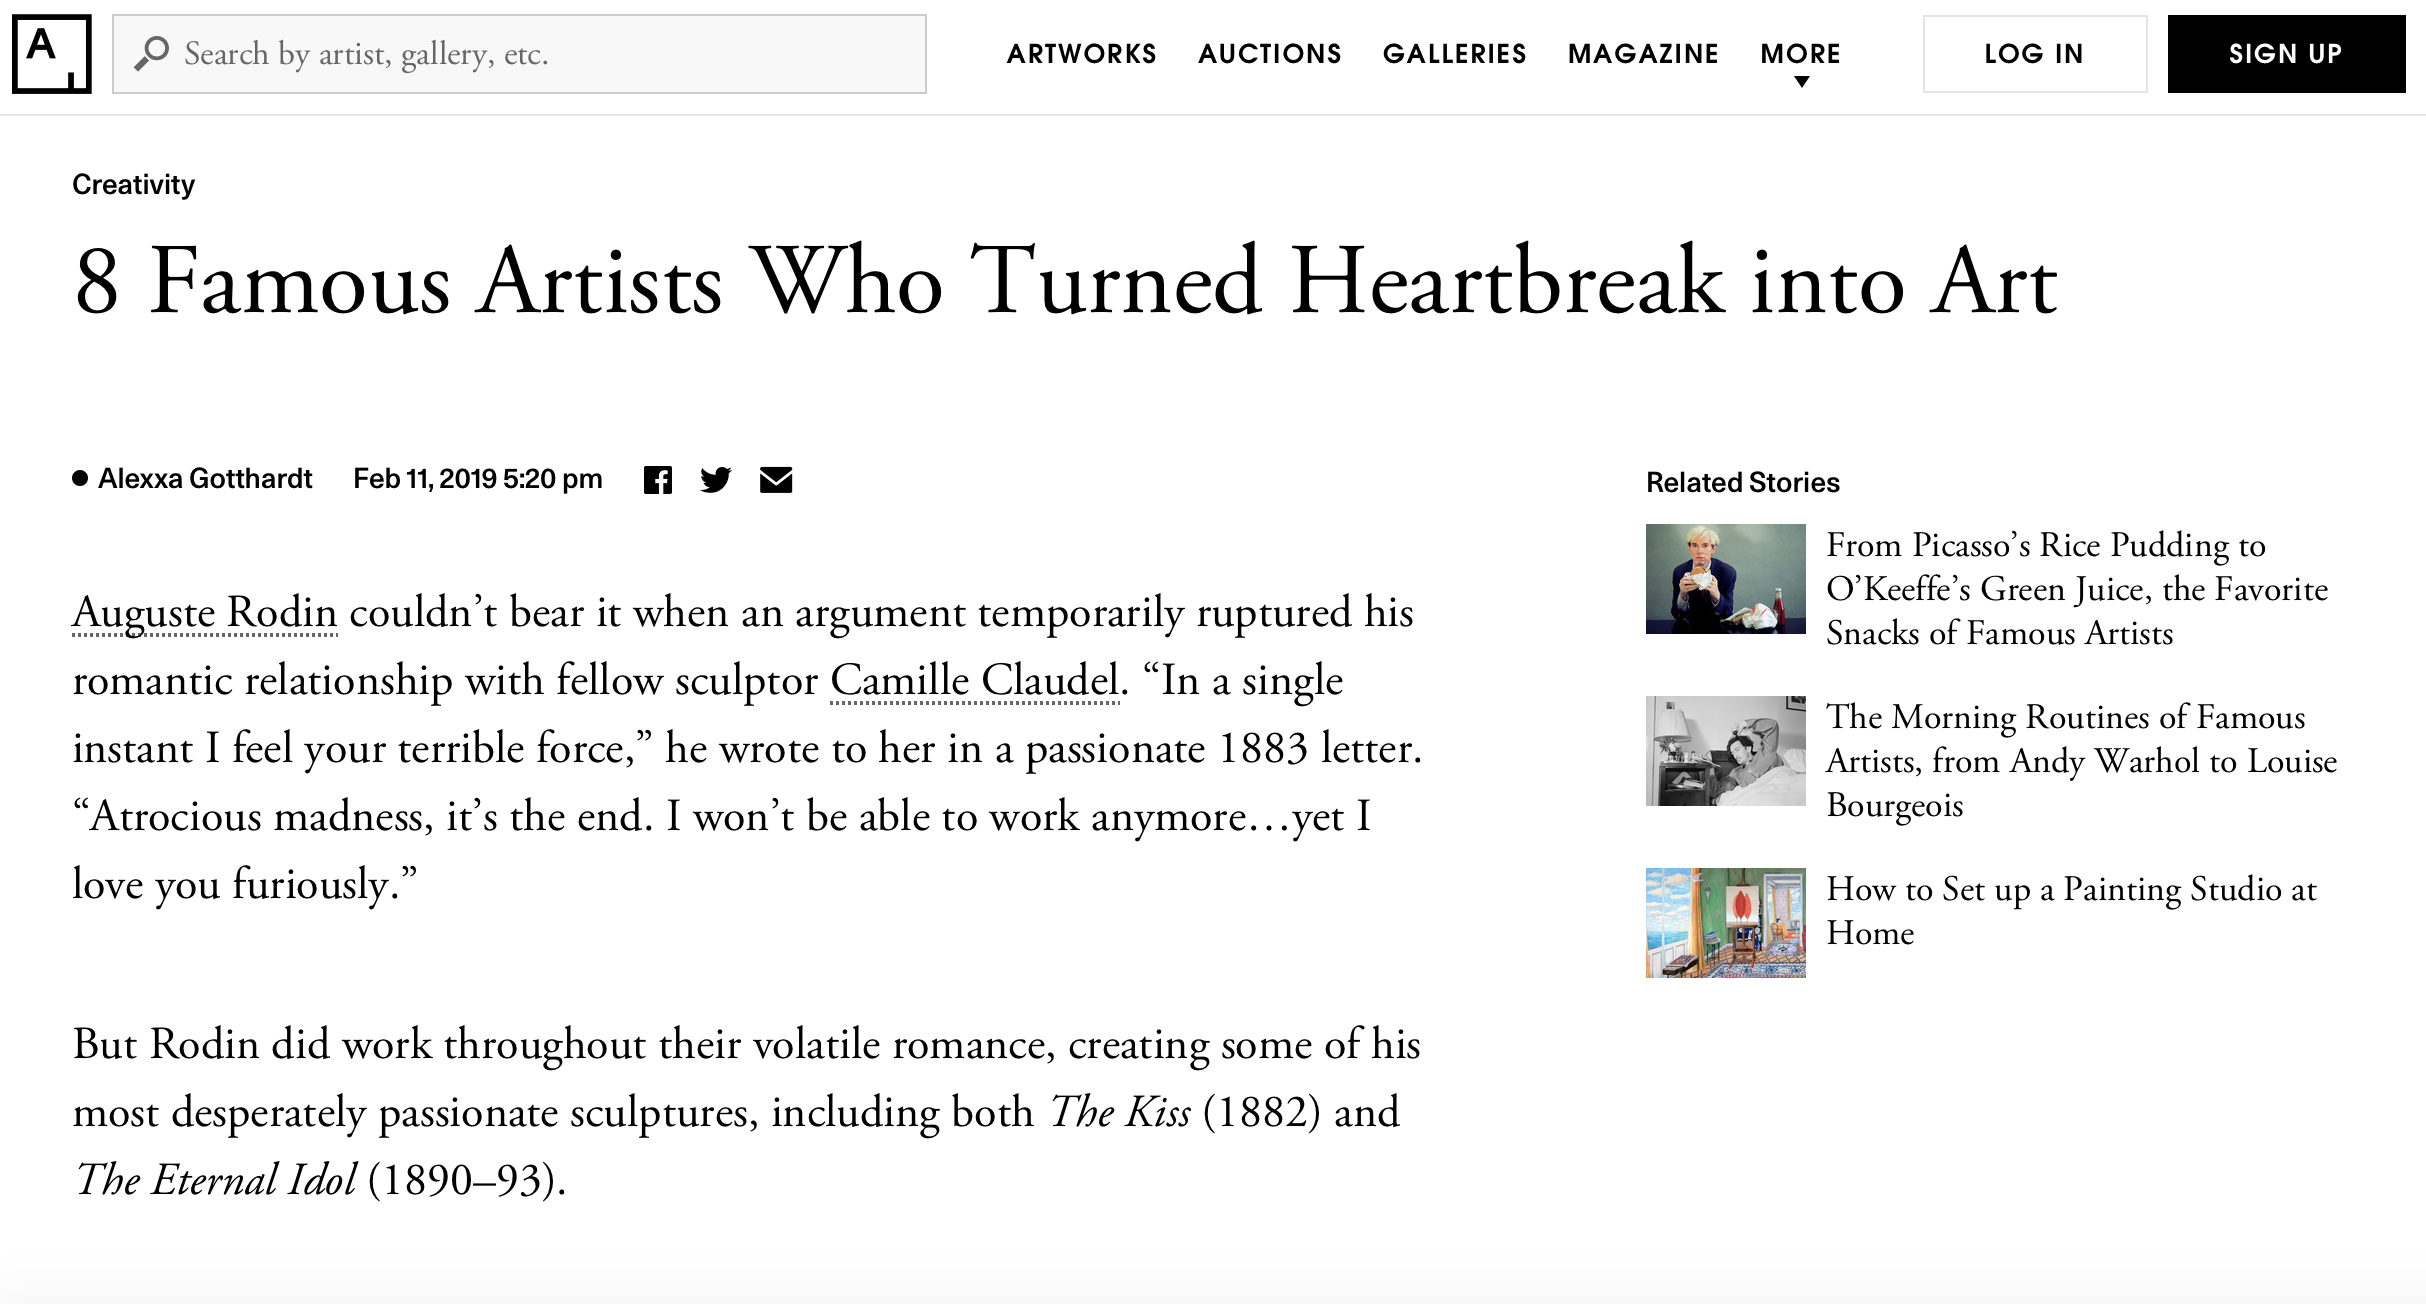 A
Search by artist, gallery, etc.
ARTWORKS
AUCTIONS
GALLERIES
MAGAZINE
MORE
LOG IN
SIGN UP
Creativity
8 Famous Artists Who Turned Heartbreak into Art
Alexxa Gotthardt
Feb 11, 2019 5:20 pm
Auguste Rodin couldn’t bear it when an argument temporarily ruptured his
romantic relationship with fellow sculptor Camille Claudel. “In a single
instant I feel your terrible force,” he wrote to her in a passionate 1883 letter.
“Atrocious madness, it’s the end. I won’t be able to work anymore…yet I
love you furiously.”
But Rodin did work throughout their volatile romance, creating some of his
most desperately passionate sculptures, including both The Kiss (1882) and
The Eternal Idol (1890–93).
Related Stories
From Picasso’s Rice Pudding to
O’Keeffe’s Green Juice, the Favorite
Snacks of Famous Artists
The Morning Routines of Famous
Artists, from Andy Warhol to Louise
Bourgeois
How to Set up a Painting Studio at
Home